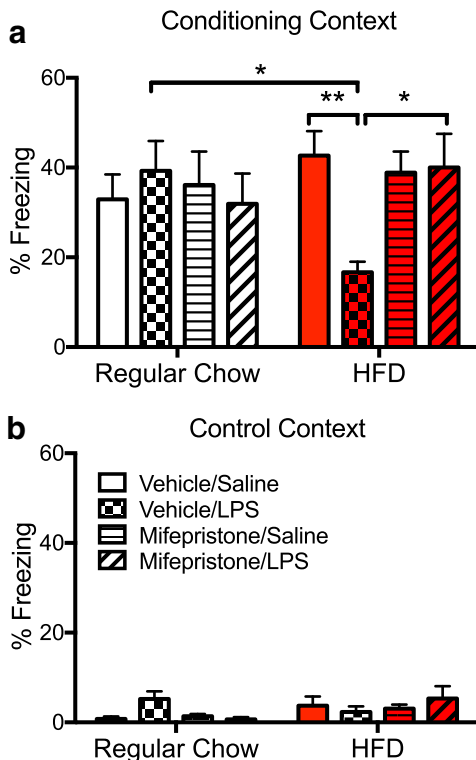 a
Conditioning Context
*
** *
60
40
20
0
% Freezing
Regular Chow HFD
b
Control Context
60
40
20
0
% Freezing
Vehicle/Saline
Vehicle/LPS
Mifepristone/Saline
Mifepristone/LPS
Regular Chow HFD